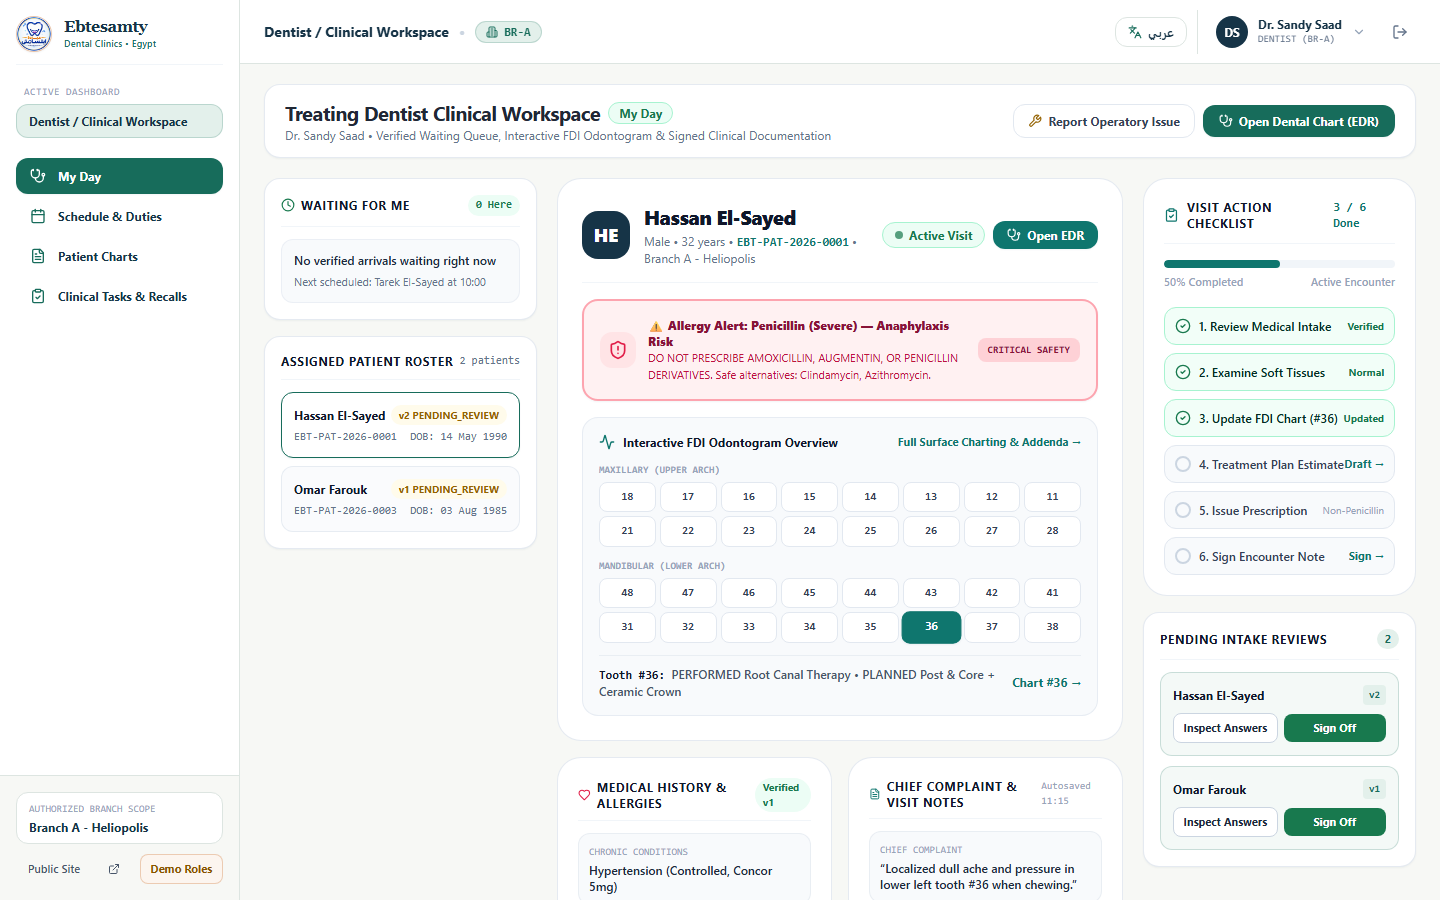 Ebtesamty
Dental Clinics • Egypt
ACTIVE DASHBOARD
Dentist / Clinical Workspace
My Day
Schedule & Duties
Patient Charts
Clinical Tasks & Recalls
AUTHORIZED BRANCH SCOPE
Branch A - Heliopolis
Public Site
Demo Roles
Dentist / Clinical Workspace
BR-A
عربي
DS
Dr. Sandy Saad
DENTIST (BR-A)
Treating Dentist Clinical Workspace
My Day
Dr. Sandy Saad • Verified Waiting Queue, Interactive FDI Odontogram & Signed Clinical Documentation
Report Operatory Issue
Open Dental Chart (EDR)
WAITING FOR ME
0 Here
No verified arrivals waiting right now
Next scheduled: Tarek El-Sayed at 10:00
ASSIGNED PATIENT ROSTER
2 patients
Hassan El-Sayed
v2 PENDING_REVIEW
EBT-PAT-2026-0001
DOB: 14 May 1990
Omar Farouk
v1 PENDING_REVIEW
EBT-PAT-2026-0003
DOB: 03 Aug 1985
HE
Hassan El-Sayed
Male • 32 years • EBT-PAT-2026-0001 •
Branch A - Heliopolis
Active Visit
Open EDR
Allergy Alert: Penicillin (Severe) — Anaphylaxis
Risk
DO NOT PRESCRIBE AMOXICILLIN, AUGMENTIN, OR PENICILLIN
DERIVATIVES. Safe alternatives: Clindamycin, Azithromycin.
CRITICAL SAFETY
Interactive FDI Odontogram Overview
Full Surface Charting & Addenda →
MAXILLARY (UPPER ARCH)
18 17 16 15 14 13 12 11
21 22 23 24 25 26 27 28
MANDIBULAR (LOWER ARCH)
48 47 46 45 44 43 42 41
31 32 33 34 35 36 37 38
Tooth #36: PERFORMED Root Canal Therapy • PLANNED Post & Core +
Ceramic Crown
Chart #36 →
MEDICAL HISTORY &
ALLERGIES
Verified
v1
CHRONIC CONDITIONS
Hypertension (Controlled, Concor
5mg)
CHIEF COMPLAINT &
VISIT NOTES
Autosaved
11:15
CHIEF COMPLAINT
“Localized dull ache and pressure in
lower left tooth #36 when chewing.”
VISIT ACTION
CHECKLIST
3 / 6
Done
50% Completed
Active Encounter
1. Review Medical Intake
Verified
2. Examine Soft Tissues
Normal
3. Update FDI Chart (#36)
Updated
4. Treatment Plan Estimate
Draft →
5. Issue Prescription
Non-Penicillin
6. Sign Encounter Note
Sign →
PENDING INTAKE REVIEWS
2
Hassan El-Sayed
v2
Inspect Answers
Sign Off
Omar Farouk
v1
Inspect Answers
Sign Off